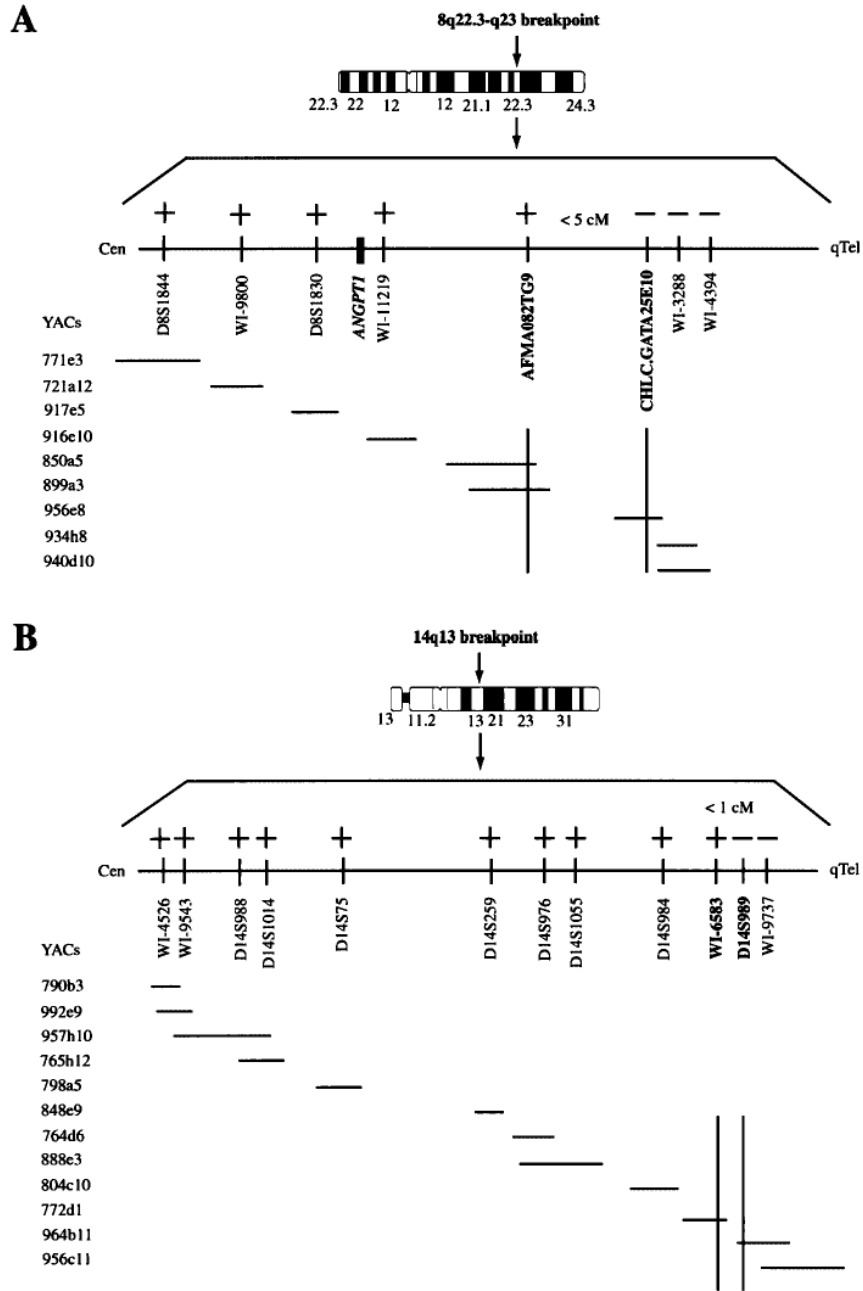 A
8q22.3-q23 breakpoint
22.3 22 12 12 21.1 22.3 24.3
+ + + + + < 5 cM − − −
Cen qTel
D8S1844
WI-9800
D8S1830
ANGPT1
WI-11219
AFMA082TG9
CHLC.GATA25E10
WI-3288
WI-4394
YACs
771e3
721a12
917e5
916e10
850a5
899a3
956e8
934h8
940d10
B
14q13 breakpoint
13 11.2 13 21 23 31
< 1 cM
+ + + + + + + + + + − −
Cen qTel
WI-4526
WI-9543
D14S988
D14S1014
D14S75
D14S259
D14S976
D14S1055
D14S984
WI-6583
D14S989
WI-9737
YACs
790b3
992e9
957h10
765h12
798a5
848e9
764d6
888e3
804c10
772d1
964b11
956c11